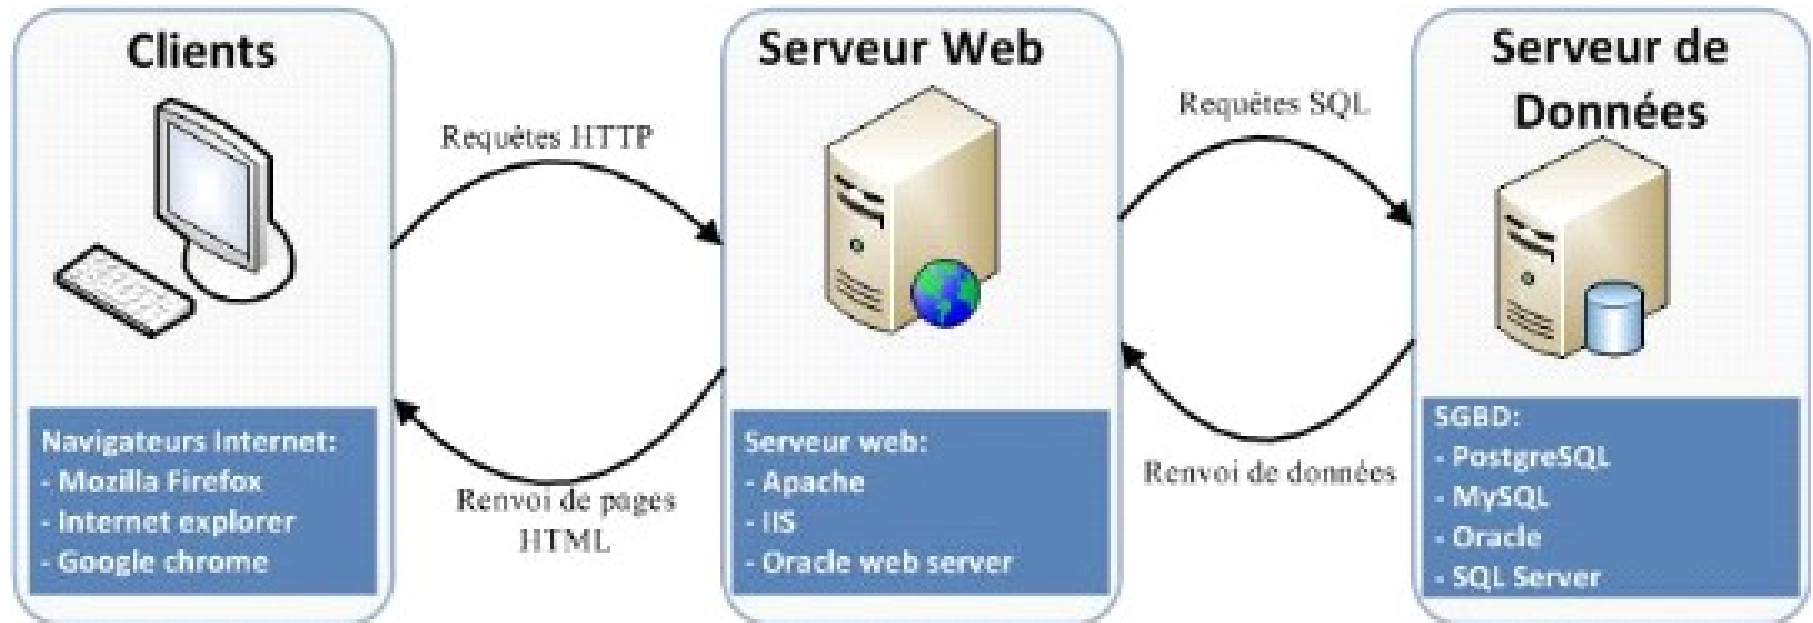 Clients
Navigateurs Internet:
- Mozilla Firefox
- Internet explorer
- Google chrome
Requêtes HTTP
Renvoi de pages
HTML
Serveur Web
Serveur web:
- Apache
- IIS
- Oracle web server
Requêtes SQL
Renvoi de données
Serveur de
Données
SGBD:
- PostgreSQL
- MySQL
- Oracle
- SQL Server